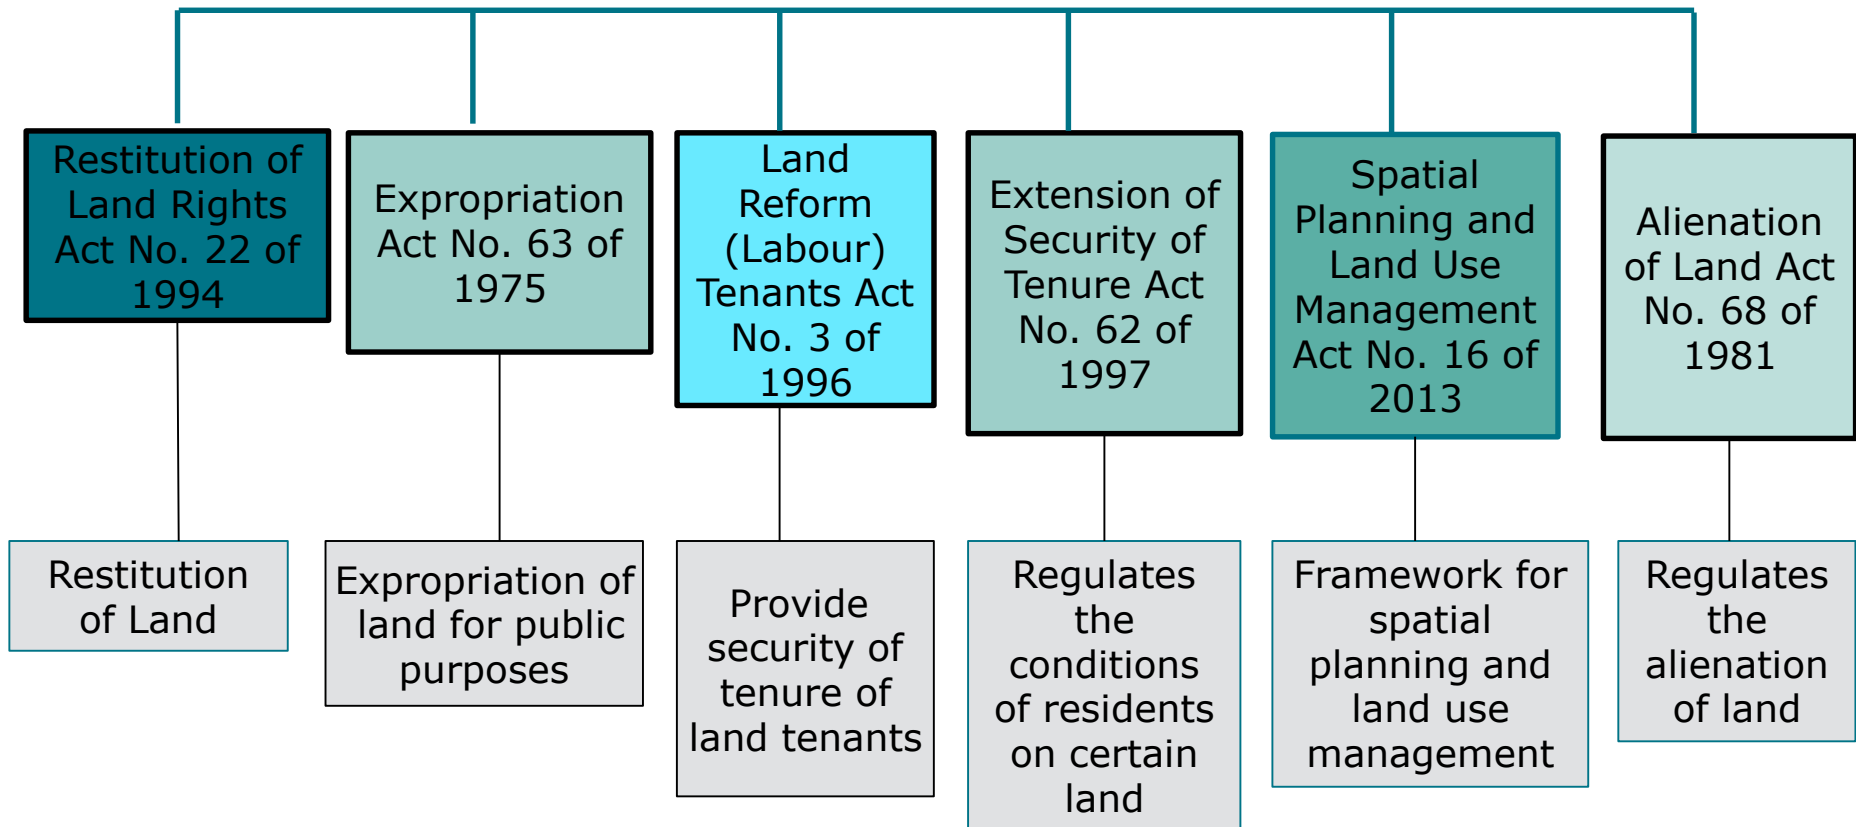 Restitution of
Land Rights
Act No. 22 of
1994
Expropriation
Act No. 63 of
1975
Land
Reform
(Labour)
Tenants Act
No. 3 of
1996
Extension of
Security of
Tenure Act
No. 62 of
1997
Spatial
Planning and
Land Use
Management
Act No. 16 of
2013
Alienation
of Land Act
No. 68 of
1981
Restitution
of Land
Expropriation of
land for public
purposes
Provide
security of
tenure of
land tenants
Regulates
the
conditions
of residents
on certain
land
Framework for
spatial
planning and
land use
management
Regulates
the
alienation
of land